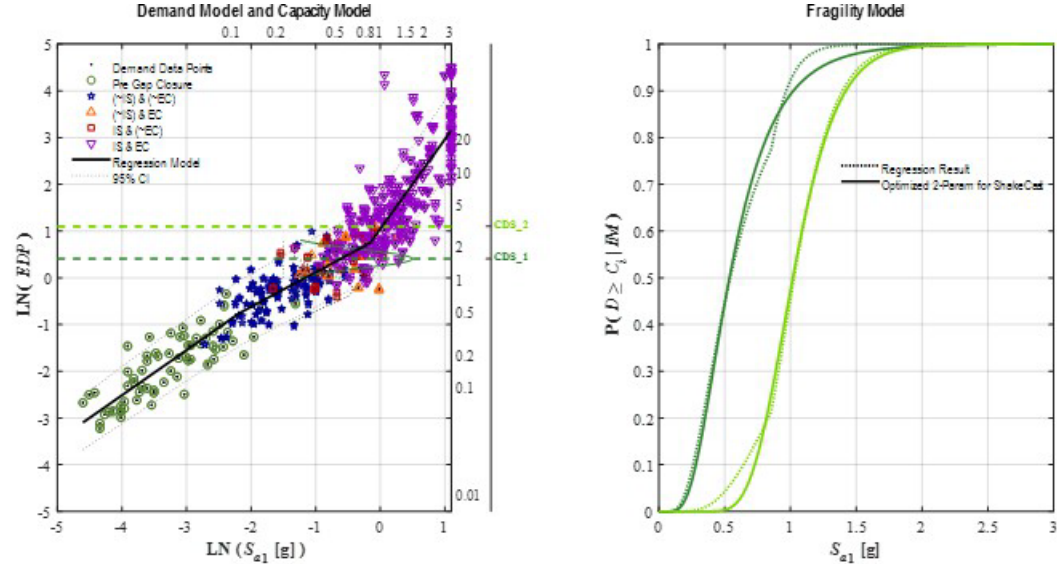 Demand Model and Capacity Model
0.1 0.2 0.5 0.81 1.5 2 3
5
4
3
2
1
0
-1
-2
-3
-4
-5
LN( EDP )
Demand Data Points
Pre Gap Closure
(~IS) & (~EC)
(~IS) & EC
IS & (~EC)
IS & EC
Regression Model
95% CI
20
10
5
2
1
0.5
0.2
0.1
0.01
CDS_2
CDS_1
-5 -4 -3 -2 -1 0 1
LN ( Sa1 [g] )
Fragility Model
1
0.9
0.8
0.7
0.6
0.5
0.4
0.3
0.2
0.1
0
P( D ≥ Ci | IM )
Regression Result
Optimized 2-Param for ShakeCast
0 0.5 1 1.5 2 2.5 3
Sa1 [g]